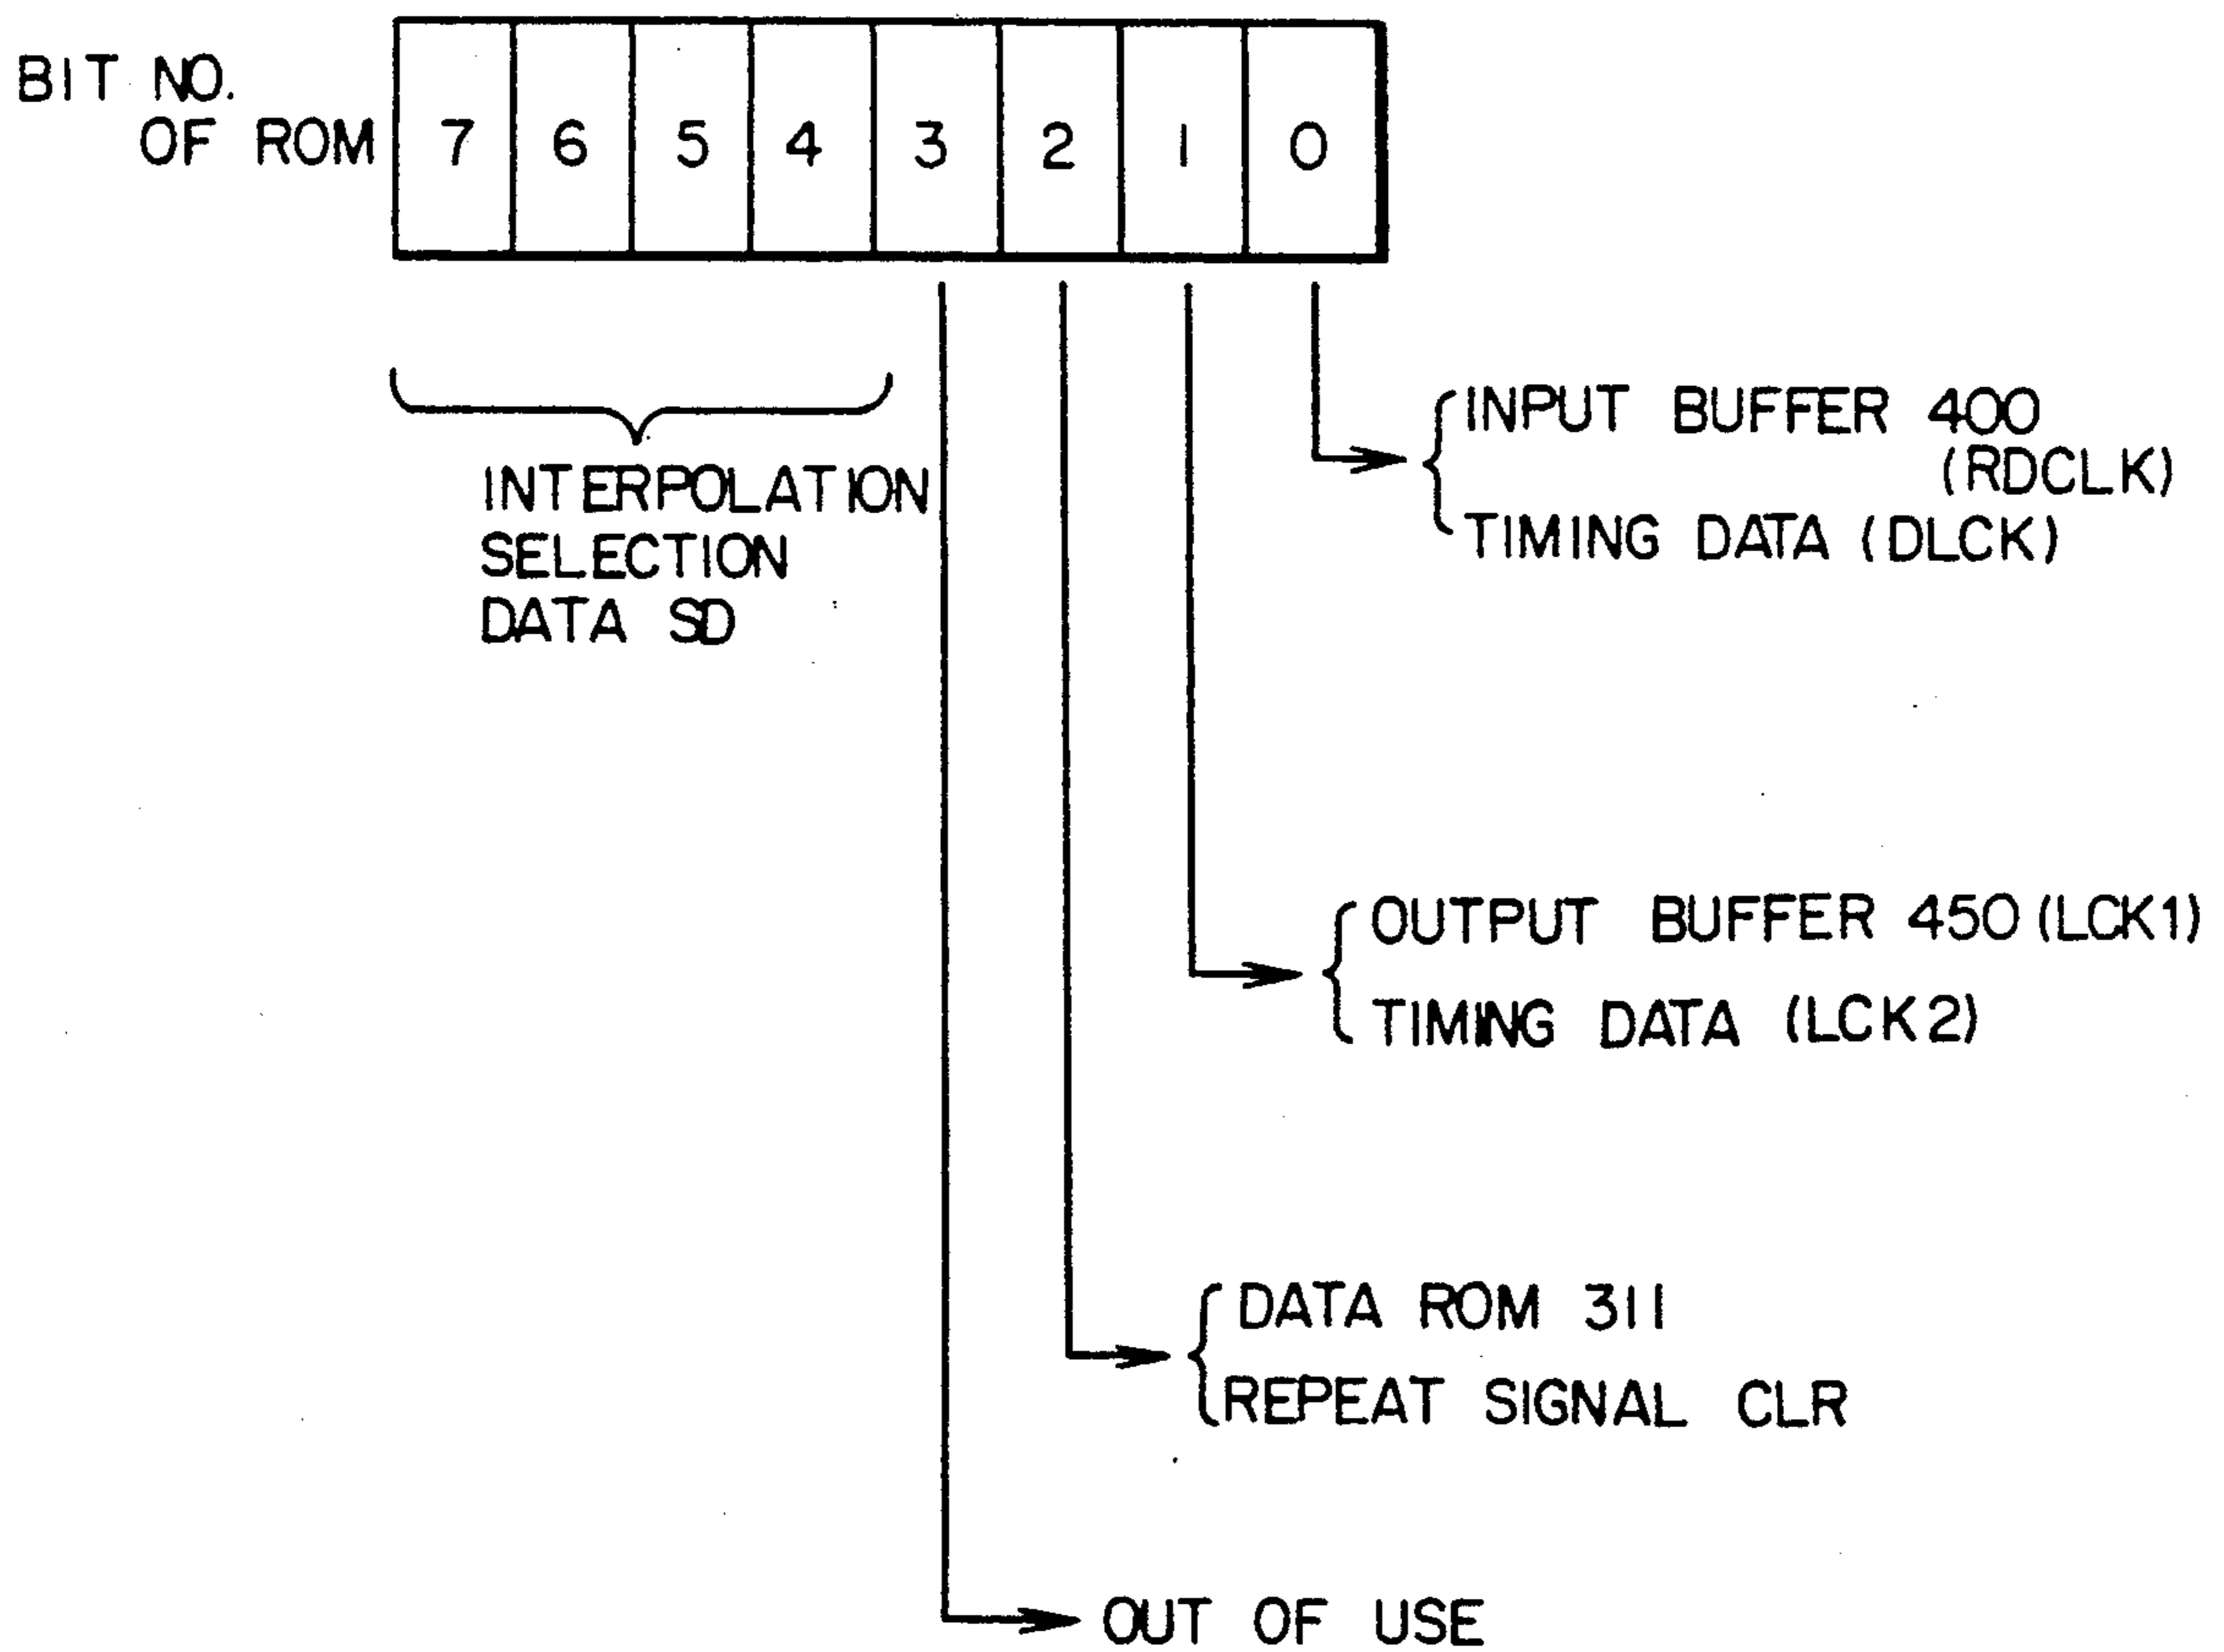 BIT NO.
OF ROM
7 6 5 4 3 2 1 0
INTERPOLATION
SELECTION
DATA SD
INPUT BUFFER 400
(RDCLK)
TIMING DATA (DLCK)
OUTPUT BUFFER 450 (LCK1)
TIMING DATA (LCK2)
DATA ROM 311
REPEAT SIGNAL CLR
OUT OF USE